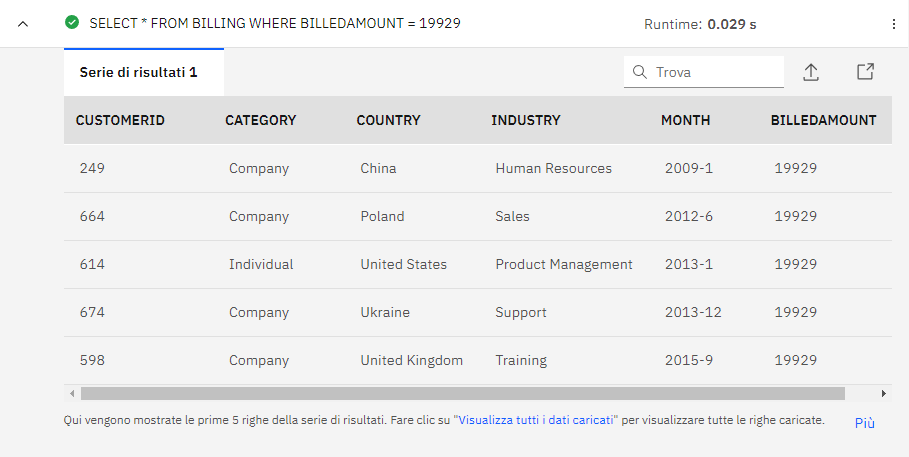 SELECT * FROM BILLING WHERE BILLEDAMOUNT = 19929 Runtime: 0.029 s
Serie di risultati 1 Trova
CUSTOMERID CATEGORY COUNTRY INDUSTRY MONTH BILLEDAMOUNT
249 Company China Human Resources 2009-1 19929
664 Company Poland Sales 2012-6 19929
614 Individual United States Product Management 2013-1 19929
674 Company Ukraine Support 2013-12 19929
598 Company United Kingdom Training 2015-9 19929
Qui vengono mostrate le prime 5 righe della serie di risultati. Fare clic su "Visualizza tutti i dati caricati" per visualizzare tutte le righe caricate. Più